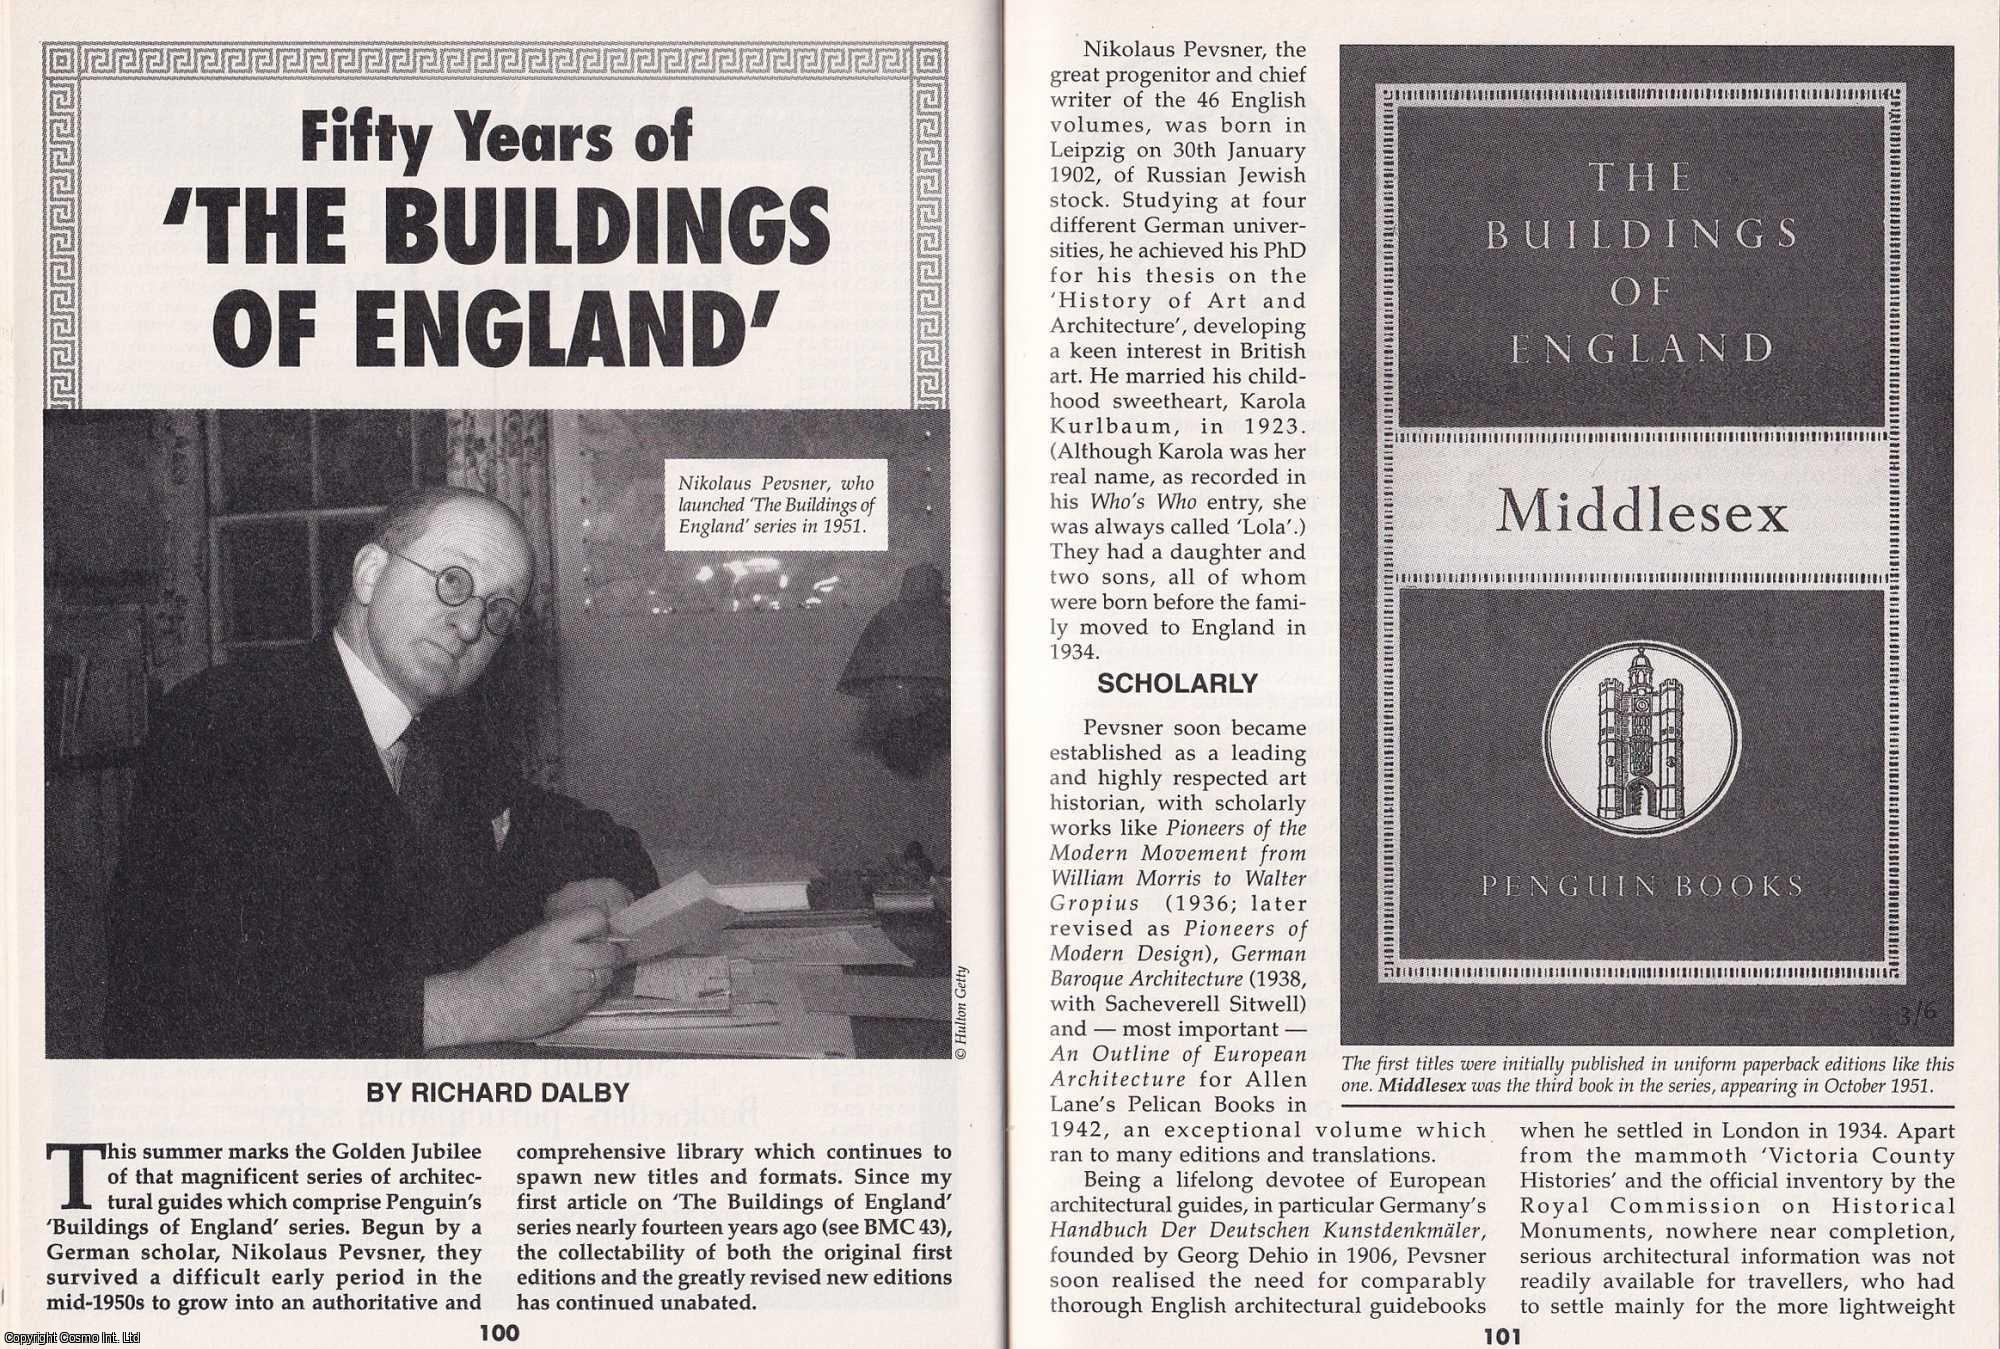 Fifty Years of
'THE BUILDINGS
OF ENGLAND'
Nikolaus Pevsner, who
launched 'The Buildings of
England' series in 1951.
© Hulton Getty
BY RICHARD DALBY
This summer marks the Golden Jubilee
of that magnificent series of architec-
tural guides which comprise Penguin's
'Buildings of England' series. Begun by a
German scholar, Nikolaus Pevsner, they
survived a difficult early period in the
mid-1950s to grow into an authoritative and
comprehensive library which continues to
spawn new titles and formats. Since my
first article on 'The Buildings of England'
series nearly fourteen years ago (see BMC 43),
the collectability of both the original first
editions and the greatly revised new editions
has continued unabated.
100
Copyright Cosmo Int. Ltd
Nikolaus Pevsner, the
great progenitor and chief
writer of the 46 English
volumes, was born in
Leipzig on 30th January
1902, of Russian Jewish
stock. Studying at four
different German univer-
sities, he achieved his PhD
for his thesis on the
'History of Art and
Architecture', developing
a keen interest in British
art. He married his child-
hood sweetheart, Karola
Kurlbaum, in 1923.
(Although Karola was her
real name, as recorded in
his Who's Who entry, she
was always called 'Lola'.)
They had a daughter and
two sons, all of whom
were born before the fami-
ly moved to England in
1934.
SCHOLARLY
Pevsner soon became
established as a leading
and highly respected art
historian, with scholarly
works like Pioneers of the
Modern Movement from
William Morris to Walter
Gropius (1936; later
revised as Pioneers of
Modern Design), German
Baroque Architecture (1938,
with Sacheverell Sitwell)
and — most important —
An Outline of European
Architecture for Allen
Lane's Pelican Books in
1942, an exceptional volume which
ran to many editions and translations.
Being a lifelong devotee of European
architectural guides, in particular Germany's
Handbuch Der Deutschen Kunstdenkmäler,
founded by Georg Dehio in 1906, Pevsner
soon realised the need for comparably
thorough English architectural guidebooks
THE
BUILDINGS
OF
ENGLAND
Middlesex
PENGUIN BOOKS
3/6
The first titles were initially published in uniform paperback editions like this
one. Middlesex was the third book in the series, appearing in October 1951.
when he settled in London in 1934. Apart
from the mammoth 'Victoria County
Histories' and the official inventory by the
Royal Commission on Historical
Monuments, nowhere near completion,
serious architectural information was not
readily available for travellers, who had
to settle mainly for the more lightweight
101